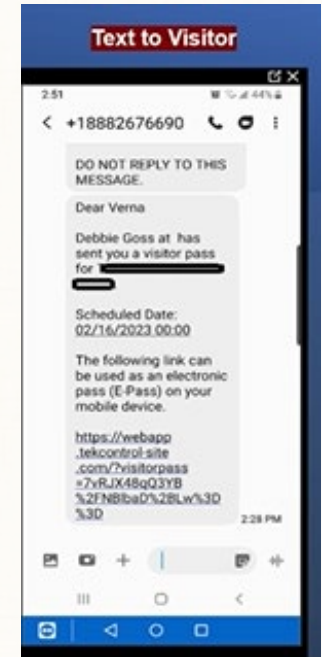 Text to Visitor
2:51
44%
+18882676690
DO NOT REPLY TO THIS
MESSAGE.
Dear Verna
Debbie Goss at has
sent you a visitor pass
for
Scheduled Date:
02/16/2023 00:00
The following link can
be used as an electronic
pass (E-Pass) on your
mobile device.
https://webapp
.tekcontrol-site
.com/?visitorpass
=7vRJX48qQ3YB
%2FNBlbaD%2BLw%3D
%3D
2:28 PM